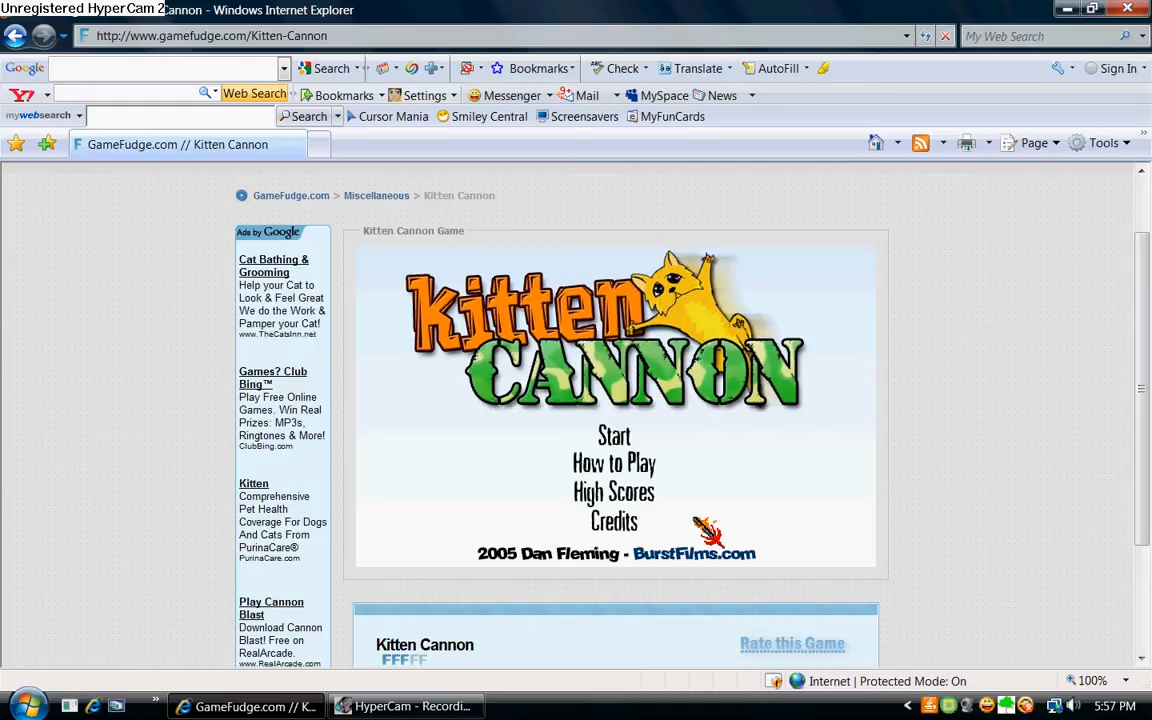 Unregistered HyperCam 2
Cannon - Windows Internet Explorer
http://www.gamefudge.com/Kitten-Cannon
My Web Search
Google
Search
Bookmarks
Check
Translate
AutoFill
Sign In
Y!
Web Search
Bookmarks
Settings
Messenger
Mail
MySpace
News
mywebsearch
Search
Cursor Mania
Smiley Central
Screensavers
MyFunCards
GameFudge.com // Kitten Cannon
Page
Tools
GameFudge.com > Miscellaneous > Kitten Cannon
Ads by Google
Cat Bathing &
Grooming
Help your Cat to
Look & Feel Great
We do the Work &
Pamper your Cat!
www.TheCatsInn.net
Games? Club
Bing™
Play Free Online
Games. Win Real
Prizes: MP3s,
Ringtones & More!
ClubBing.com
Kitten
Comprehensive
Pet Health
Coverage For Dogs
And Cats From
PurinaCare®
PurinaCare.com
Play Cannon
Blast
Download Cannon
Blast! Free on
RealArcade.
www.RealArcade.com
Kitten Cannon Game
kitten
CANNON
Start
How to Play
High Scores
Credits
2005 Dan Fleming - BurstFilms.com
Kitten Cannon
Rate this Game
FFFFF
Internet | Protected Mode: On
100%
GameFudge.com // K...
HyperCam - Recordi...
5:57 PM